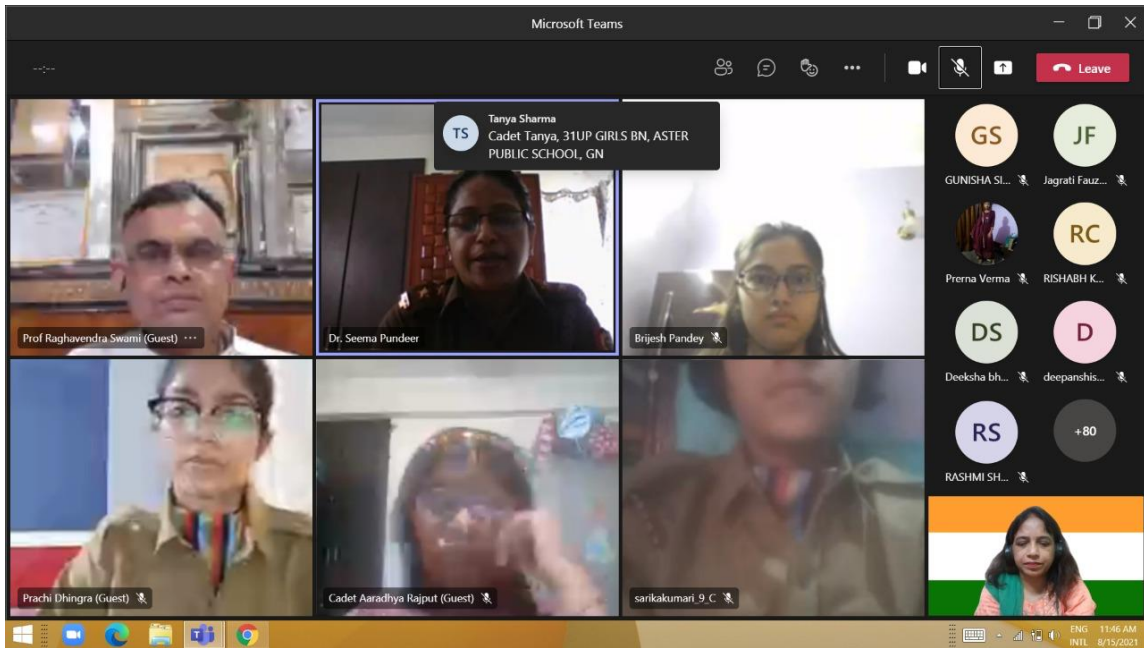 Microsoft Teams
--:--
Leave
TS
Tanya Sharma
Cadet Tanya, 31UP GIRLS BN, ASTER
PUBLIC SCHOOL, GN
Prof Raghavendra Swami (Guest) ...
Dr. Seema Pundeer
Brijesh Pandey
Prachi Dhingra (Guest)
Cadet Aaradhya Rajput (Guest)
sarikakumari_9_C
GS
JF
GUNISHA SI...
Jagrati Fauz...
RC
Prerna Verma
RISHABH K...
DS
D
Deeksha bh...
deepanshis...
RS
+80
RASHMI SH...
ENG 11:46 AM
INTL 8/15/2021